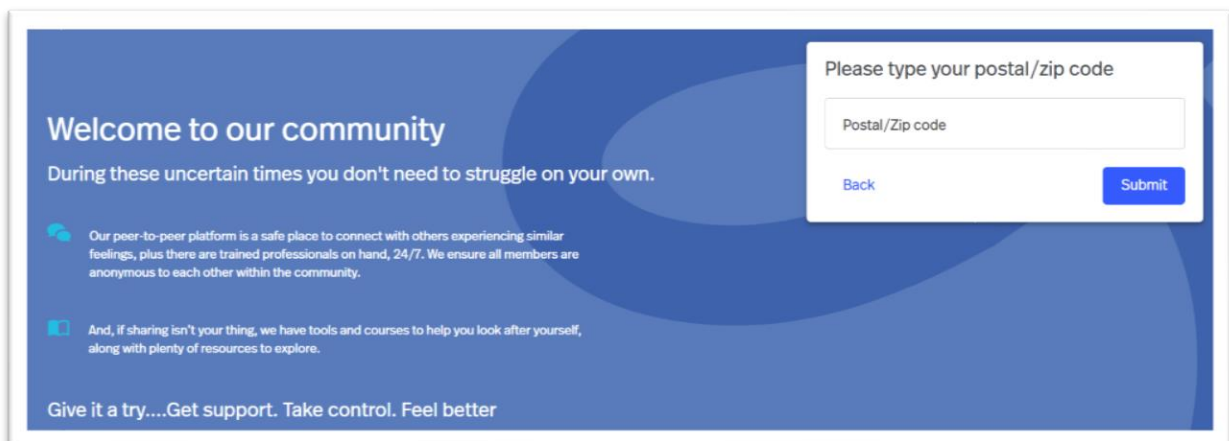 Welcome to our community
During these uncertain times you don't need to struggle on your own.
Our peer-to-peer platform is a safe place to connect with others experiencing similar
feelings, plus there are trained professionals on hand, 24/7. We ensure all members are
anonymous to each other within the community.
And, if sharing isn't your thing, we have tools and courses to help you look after yourself,
along with plenty of resources to explore.
Give it a try....Get support. Take control. Feel better
Please type your postal/zip code
Postal/Zip code
Back
Submit